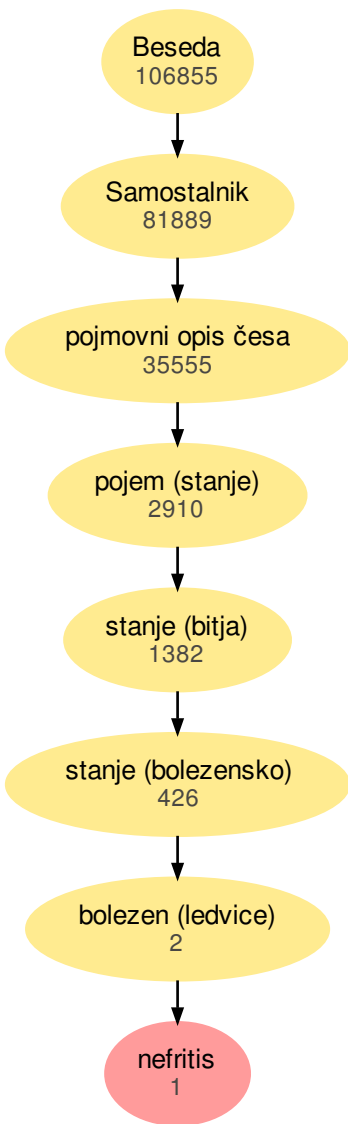 Beseda
106855
Samostalnik
81889
pojmovni opis česa
35555
pojem (stanje)
2910
stanje (bitja)
1382
stanje (bolezensko)
426
bolezen (ledvice)
2
nefritis
1